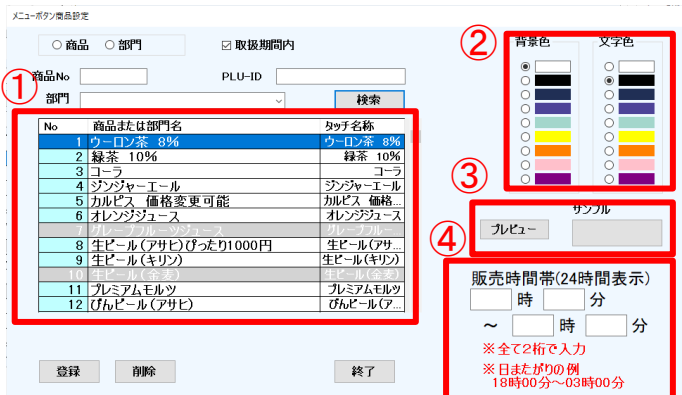 メニューボタン商品設定
商品 部門 取扱期間内
商品No PLU-ID
部門 検索
①
No 商品または部門名 タッチ名称
1 ウーロン茶 8% ウーロン茶 8%
2 緑茶 10% 緑茶 10%
3 コーラ コーラ
4 ジンジャーエール ジンジャーエール
5 カルピス 価格変更可能 カルピス 価格...
6 オレンジジュース オレンジジュース
7 グレープフルーツジュース グレープフルー...
8 生ビール(アサヒ)ぴったり1000円 生ビール(アサ...
9 生ビール(キリン) 生ビール(キリン)
10 生ビール(金麦) 生ビール(金麦)
11 プレミアムモルツ プレミアムモルツ
12 びんビール(アサヒ) びんビール(ア...
登録 削除 終了
②
背景色 文字色
③
サンプル
プレビュー
④
販売時間帯(24時間表示)
時 分
～ 時 分
※全て2桁で入力
※日またがりの例
18時00分～03時00分